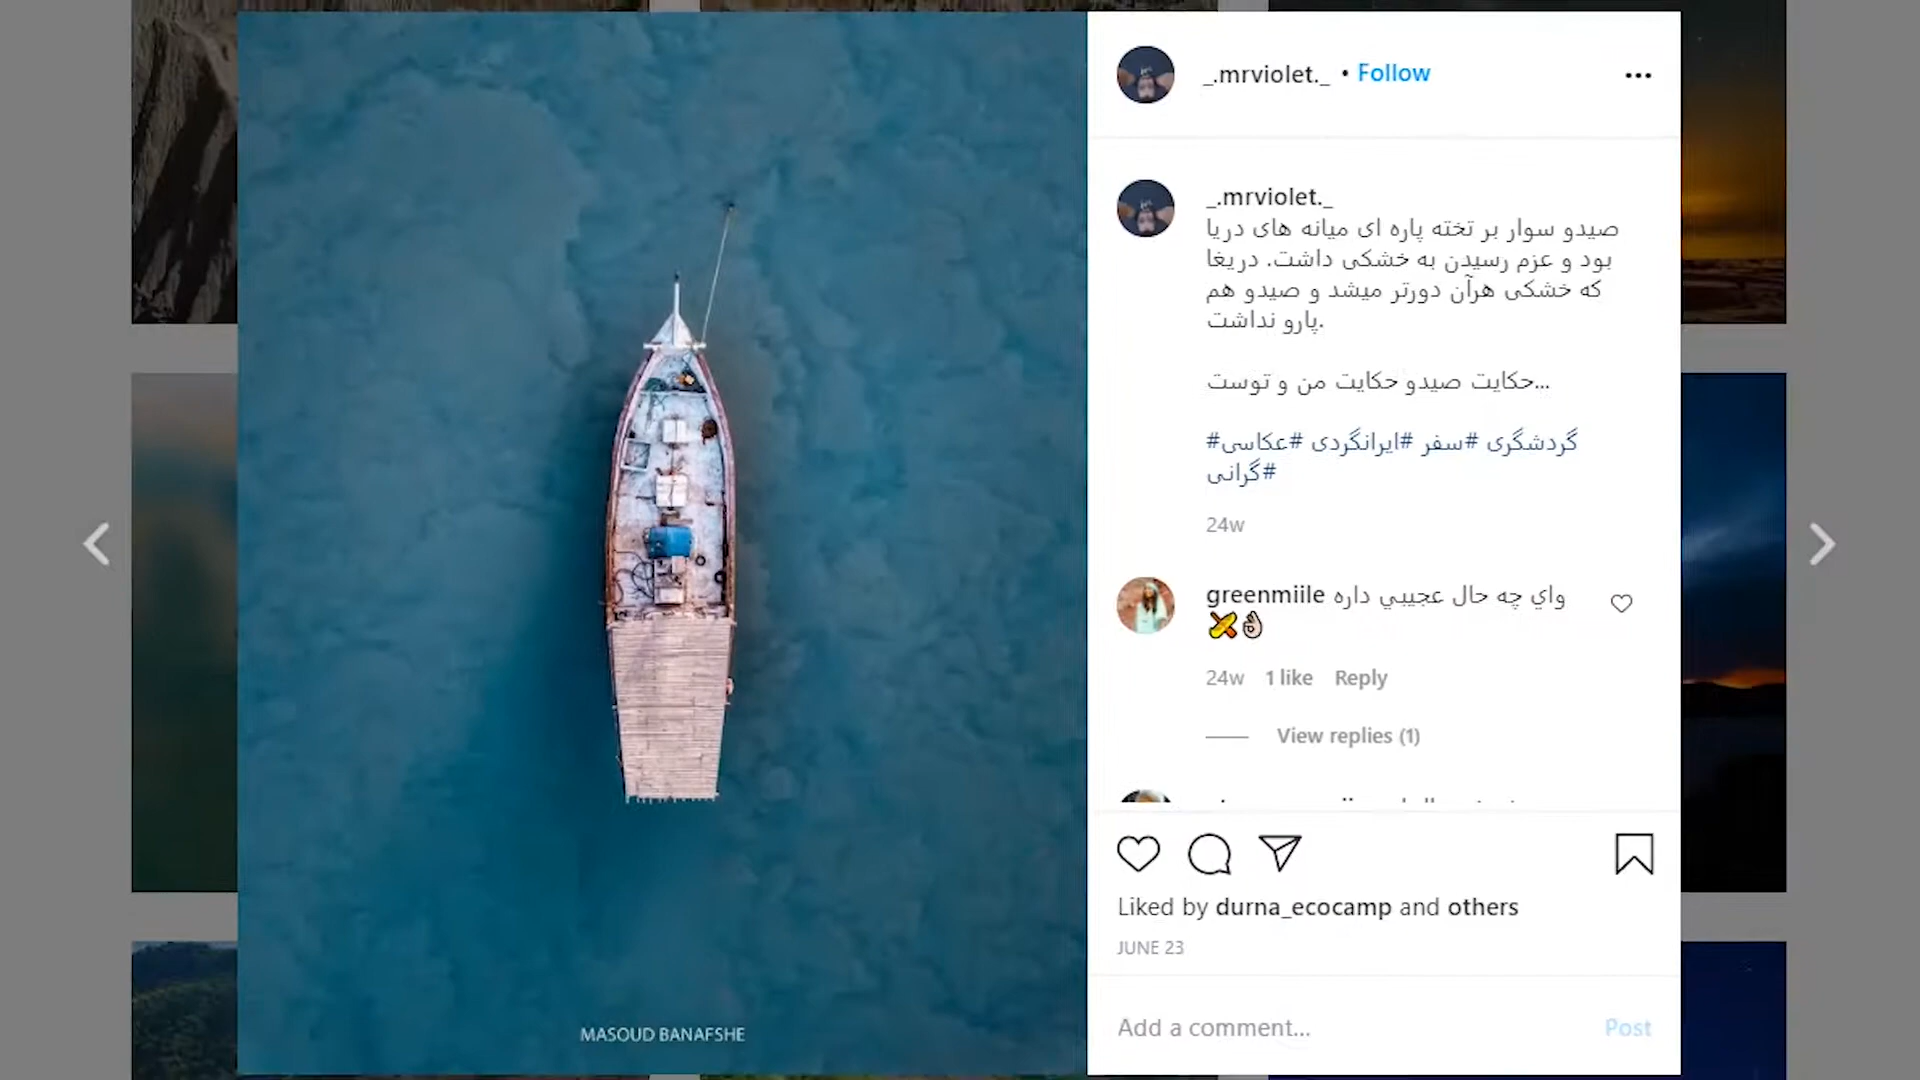 _.mrviolet._ • Follow
_.mrviolet._
صیدو سوار بر تخته پاره ای میانه های دریا
بود و عزم رسیدن به خشکی داشت. دریغا
که خشکی هرآن دورتر میشد و صیدو هم
پارو نداشت.
حکایت صیدو حکایت من و توست...
#گردشگری #سفر #ایرانگردی #عکاسی
#گرانی
24w
greenmiile واي چه حال عجيبي داره
24w 1 like Reply
View replies (1)
Liked by durna_ecocamp and others
JUNE 23
Add a comment... Post
MASOUD BANAFSHE